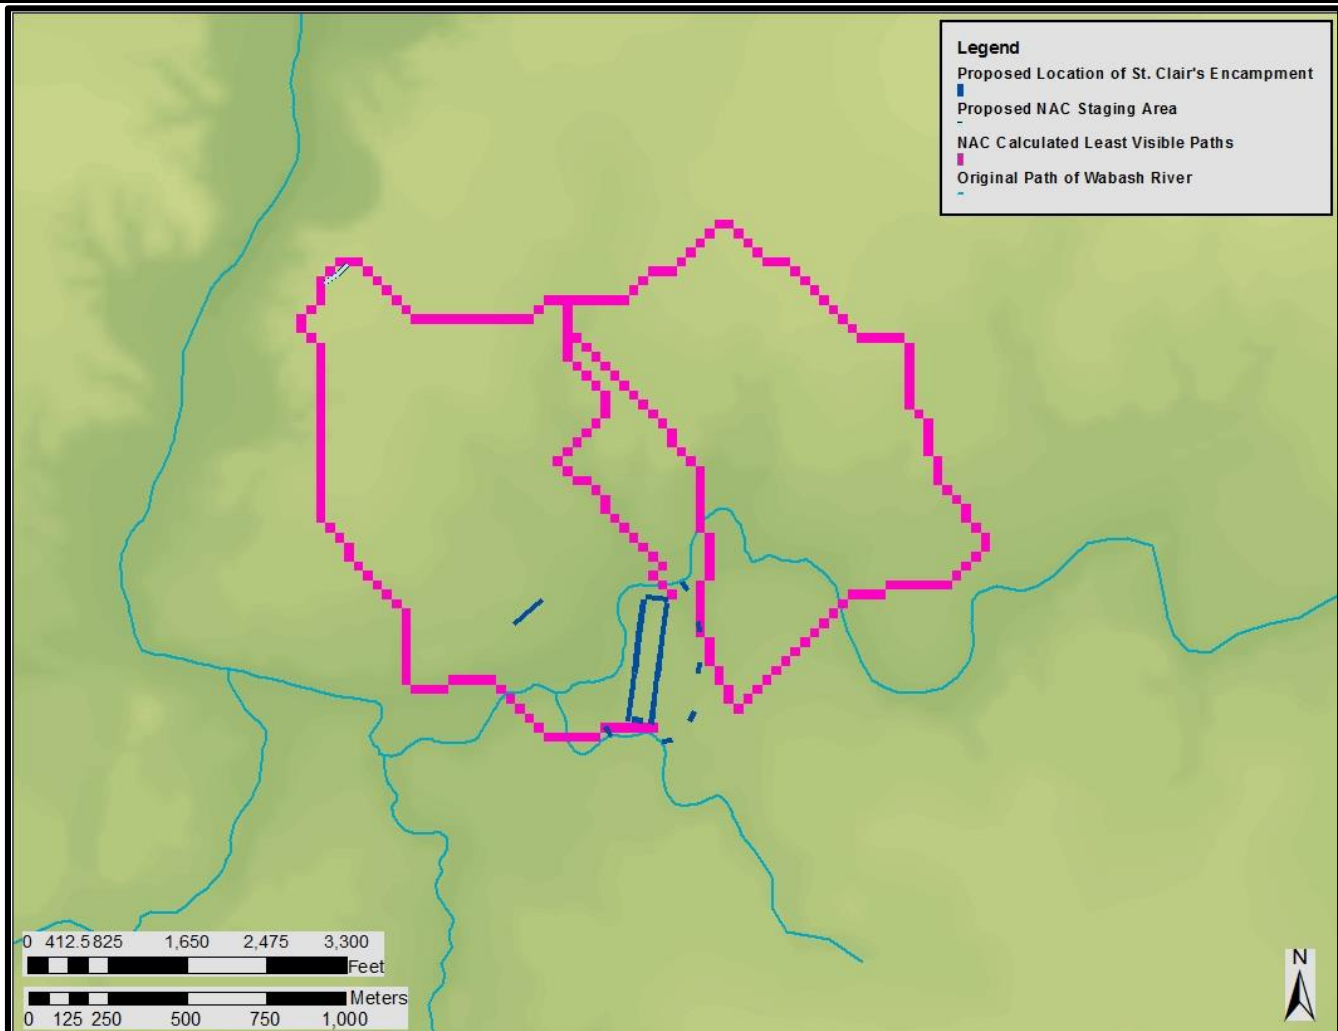 Legend
Proposed Location of St. Clair's Encampment
Proposed NAC Staging Area
NAC Calculated Least Visible Paths
Original Path of Wabash River
0 412.5 825 1,650 2,475 3,300
Feet
Meters
0 125 250 500 750 1,000
N